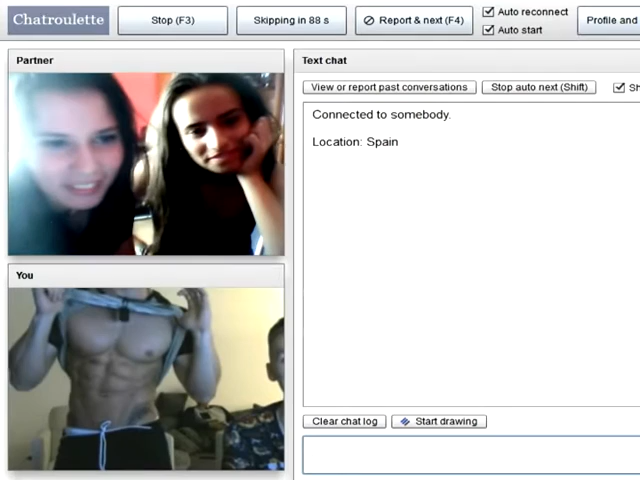 Chatroulette
Stop (F3)
Skipping in 88 s
Report & next (F4)
Auto reconnect
Auto start
Profile and
Partner
Text chat
View or report past conversations
Stop auto next (Shift)
Sh
Connected to somebody.
Location: Spain
You
Clear chat log
Start drawing